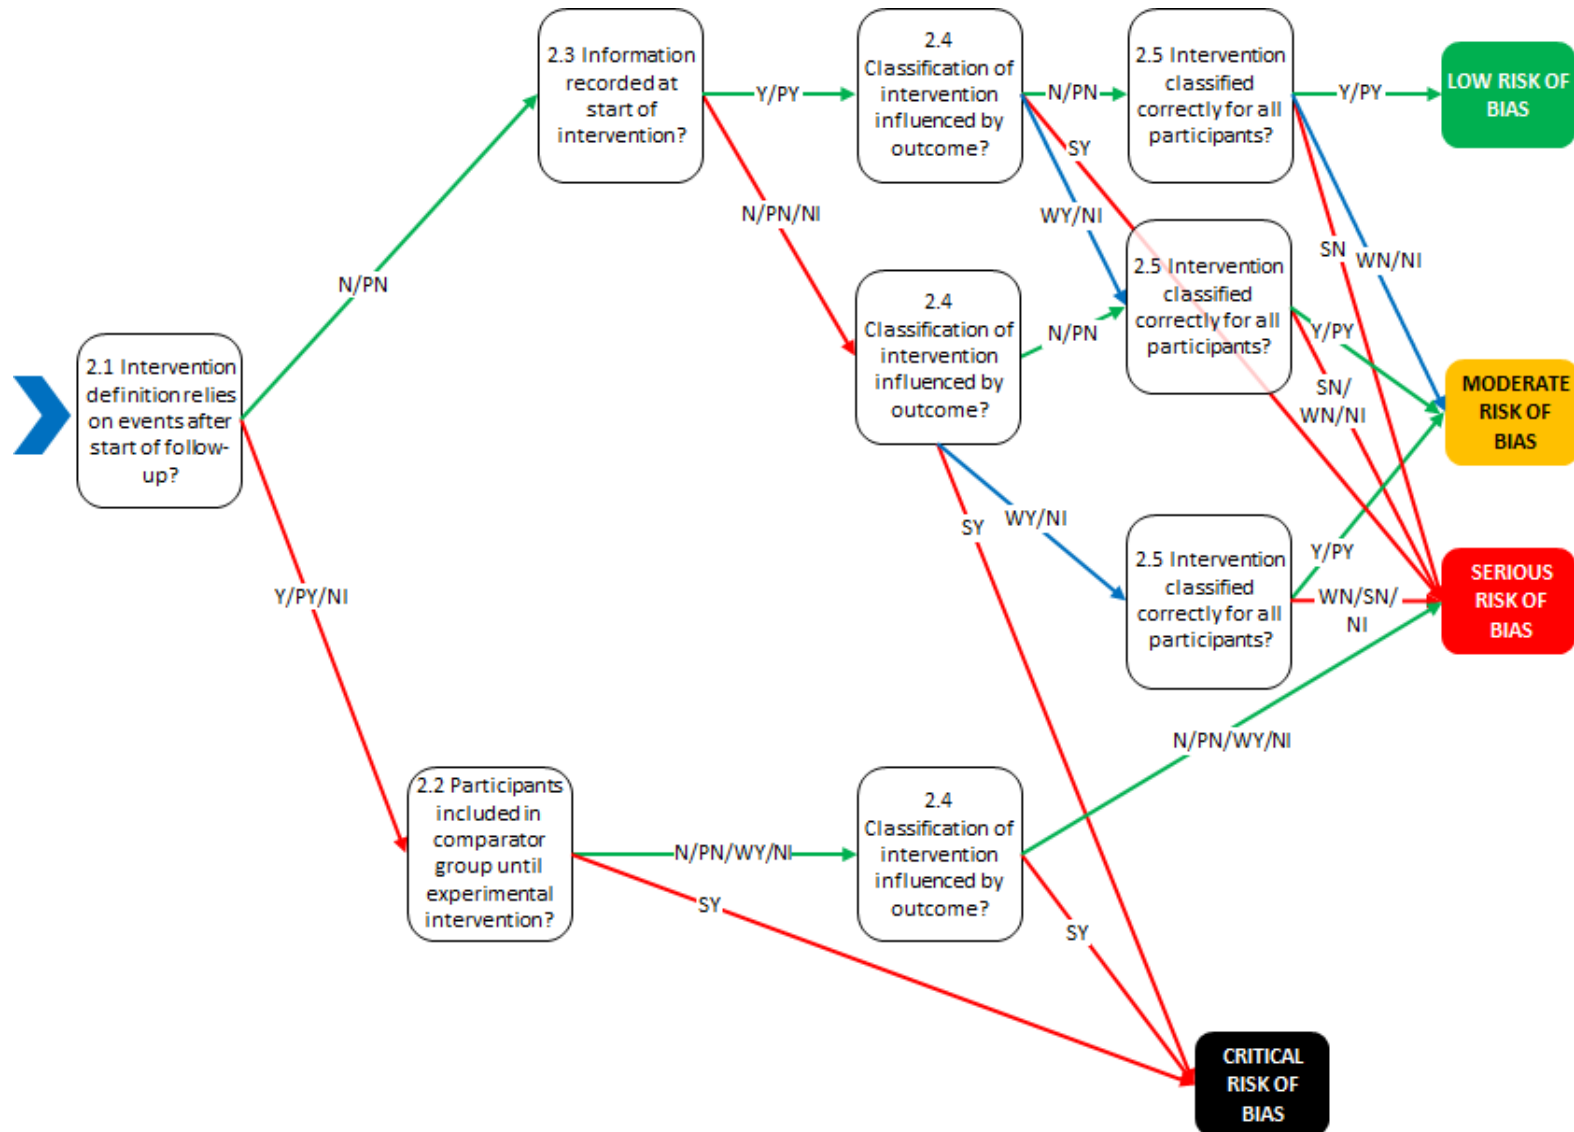 2.3 Information
recorded at
start of
intervention?
Y/PY
2.4
Classification of
intervention
influenced by
outcome?
N/PN
2.5 Intervention
classified
correctly for all
participants?
Y/PY
LOW RISK OF
BIAS
SY
N/PN/NI
WY/NI
SN
WN/NI
N/PN
2.4
Classification of
intervention
influenced by
outcome?
N/PN
2.5 Intervention
classified
correctly for all
participants?
Y/PY
SN/
WN/NI
MODERATE
RISK OF
BIAS
2.1 Intervention
definition relies
on events after
start of follow-
up?
SY
WY/NI
2.5 Intervention
classified
correctly for all
participants?
Y/PY
WN/SN/
NI
SERIOUS
RISK OF
BIAS
Y/PY/NI
N/PN/WY/NI
2.2 Participants
included in
comparator
group until
experimental
intervention?
N/PN/WY/NI
SY
2.4
Classification of
intervention
influenced by
outcome?
SY
CRITICAL
RISK OF
BIAS